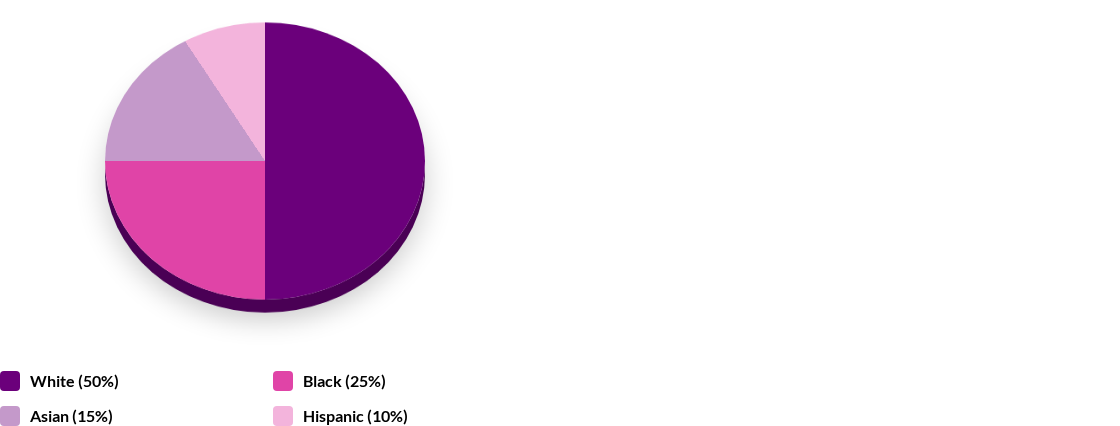 White (50%)
Black (25%)
Asian (15%)
Hispanic (10%)